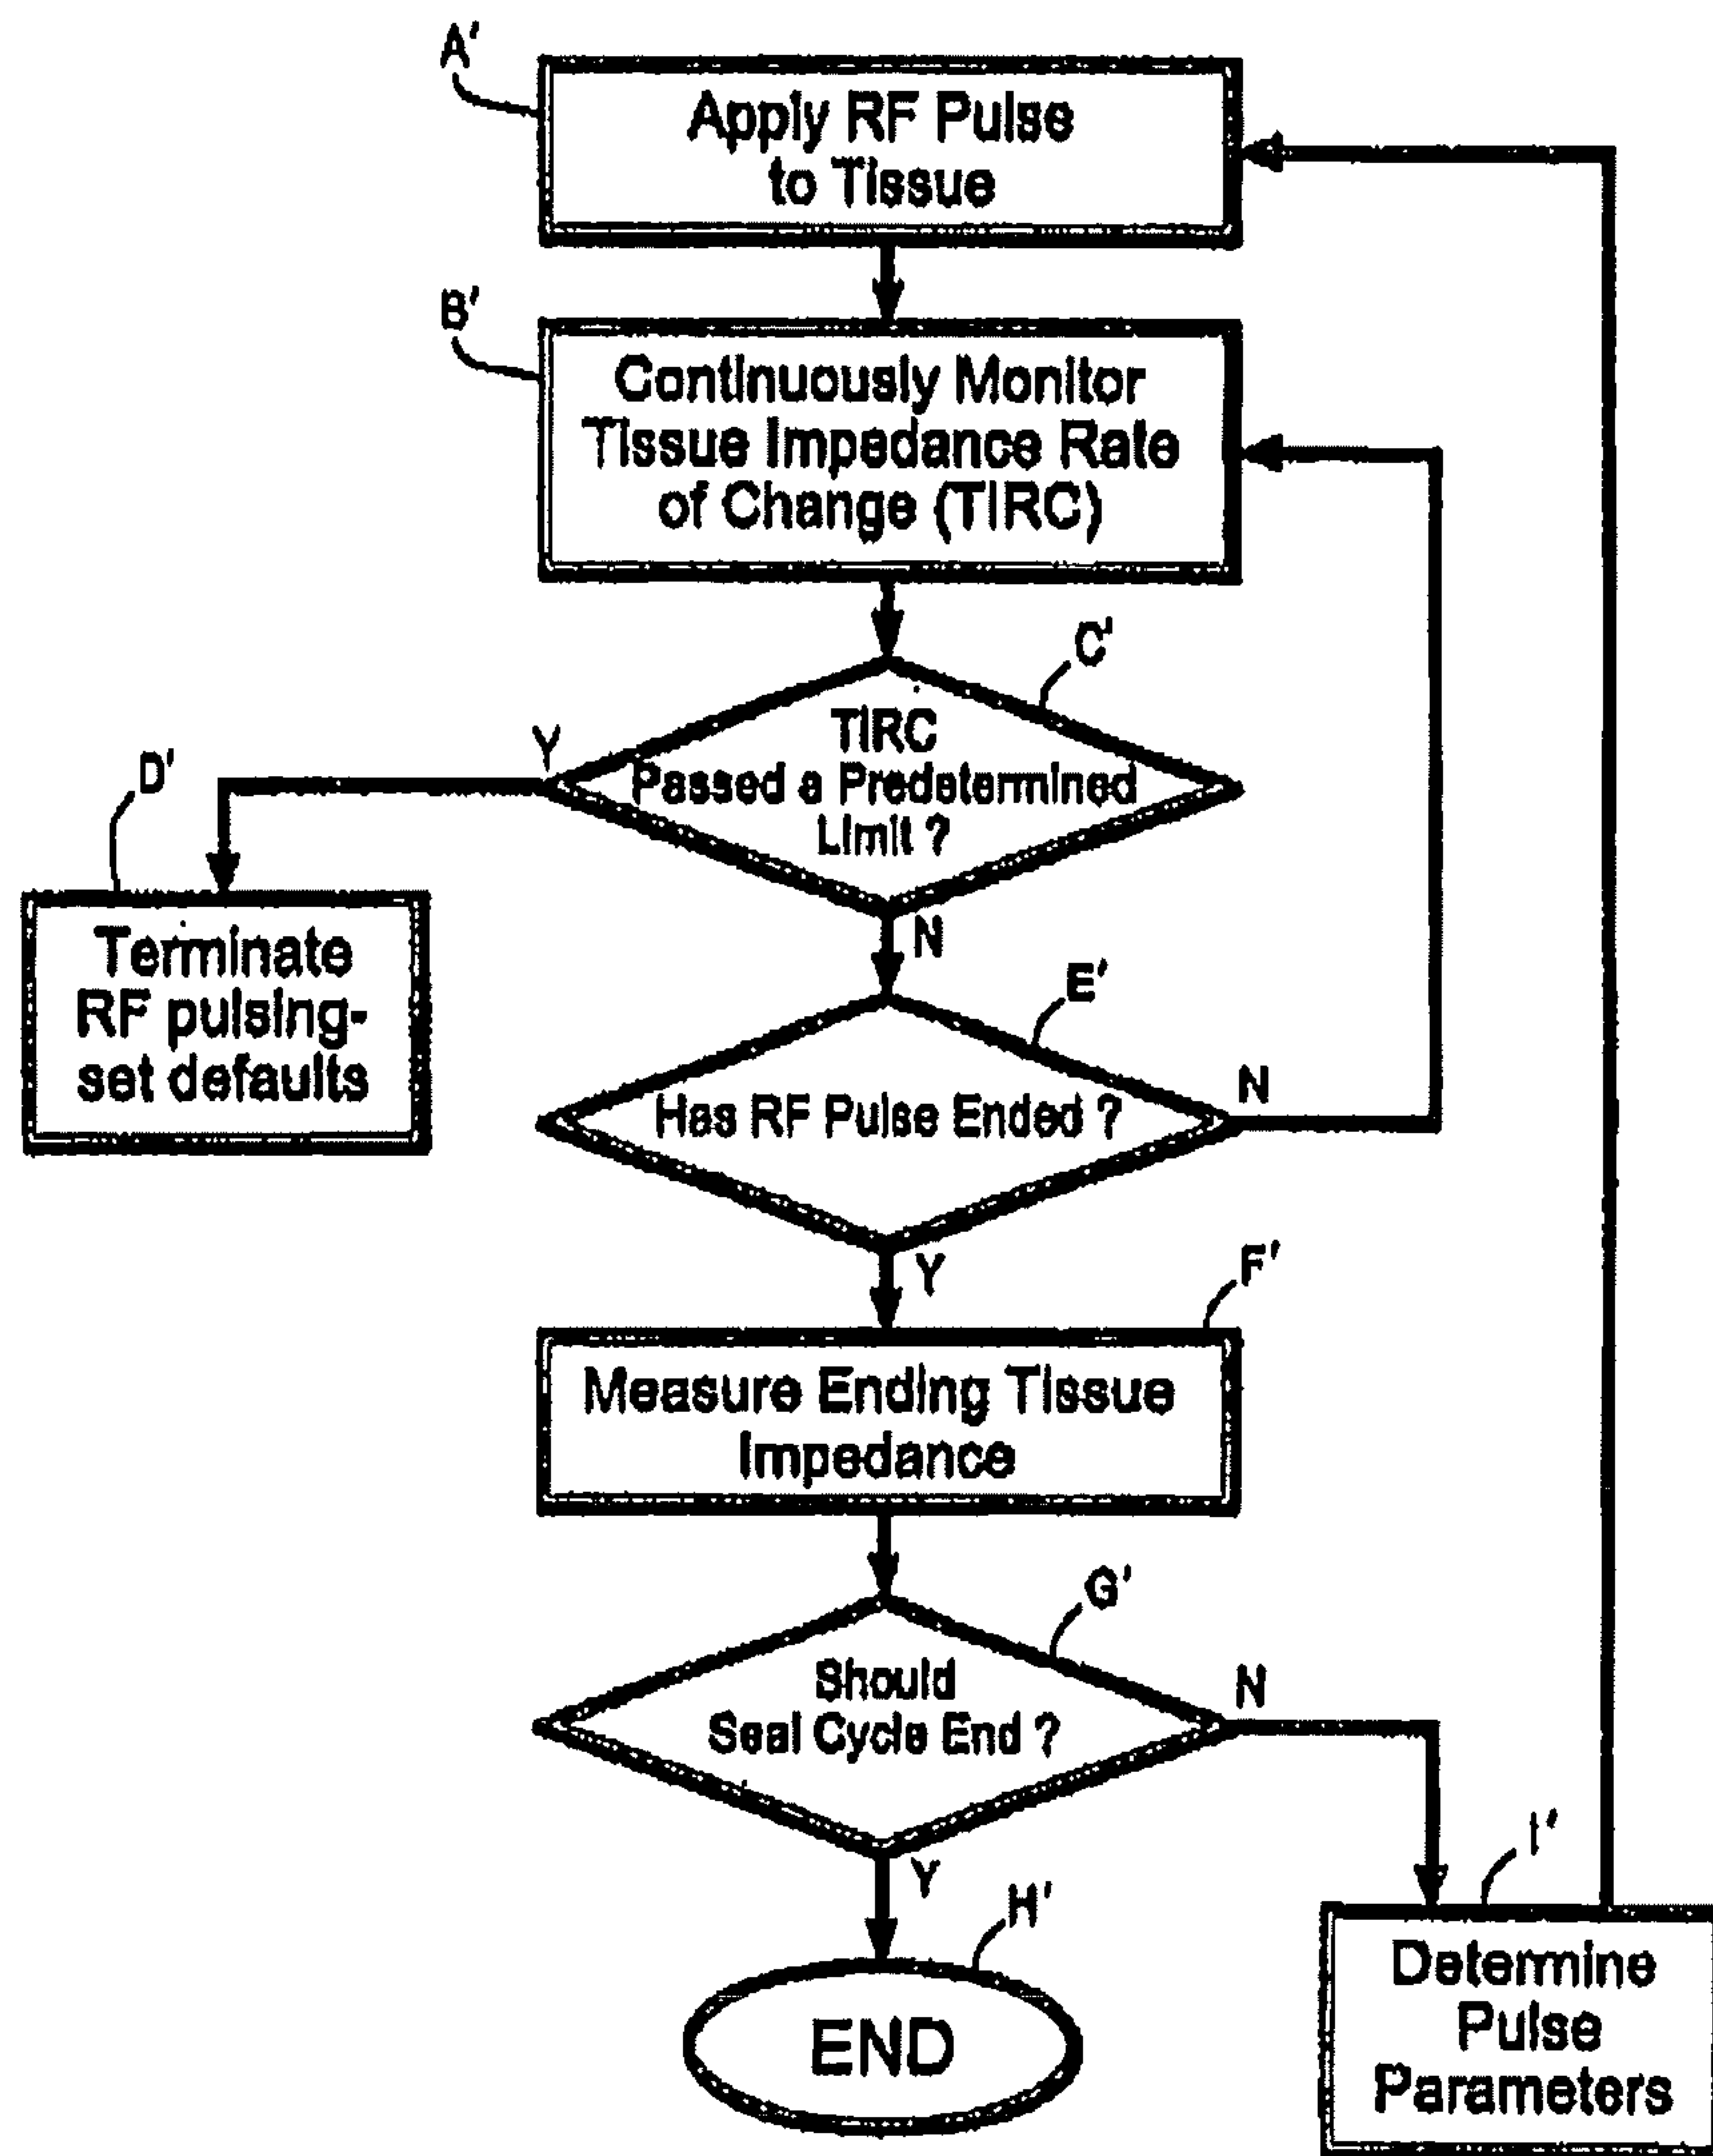 A'
Apply RF Pulse
to Tissue
B'
Continuously Monitor
Tissue Impedance Rate
of Change (TIRC)
C'
TIRC
Passed a Predetermined
Limit ?
Y
N
D'
Terminate
RF pulsing-
set defaults
E'
Has RF Pulse Ended ?
N
Y
F'
Measure Ending Tissue
Impedance
G'
Should
Seal Cycle End ?
N
Y
H'
END
I'
Determine
Pulse
Parameters